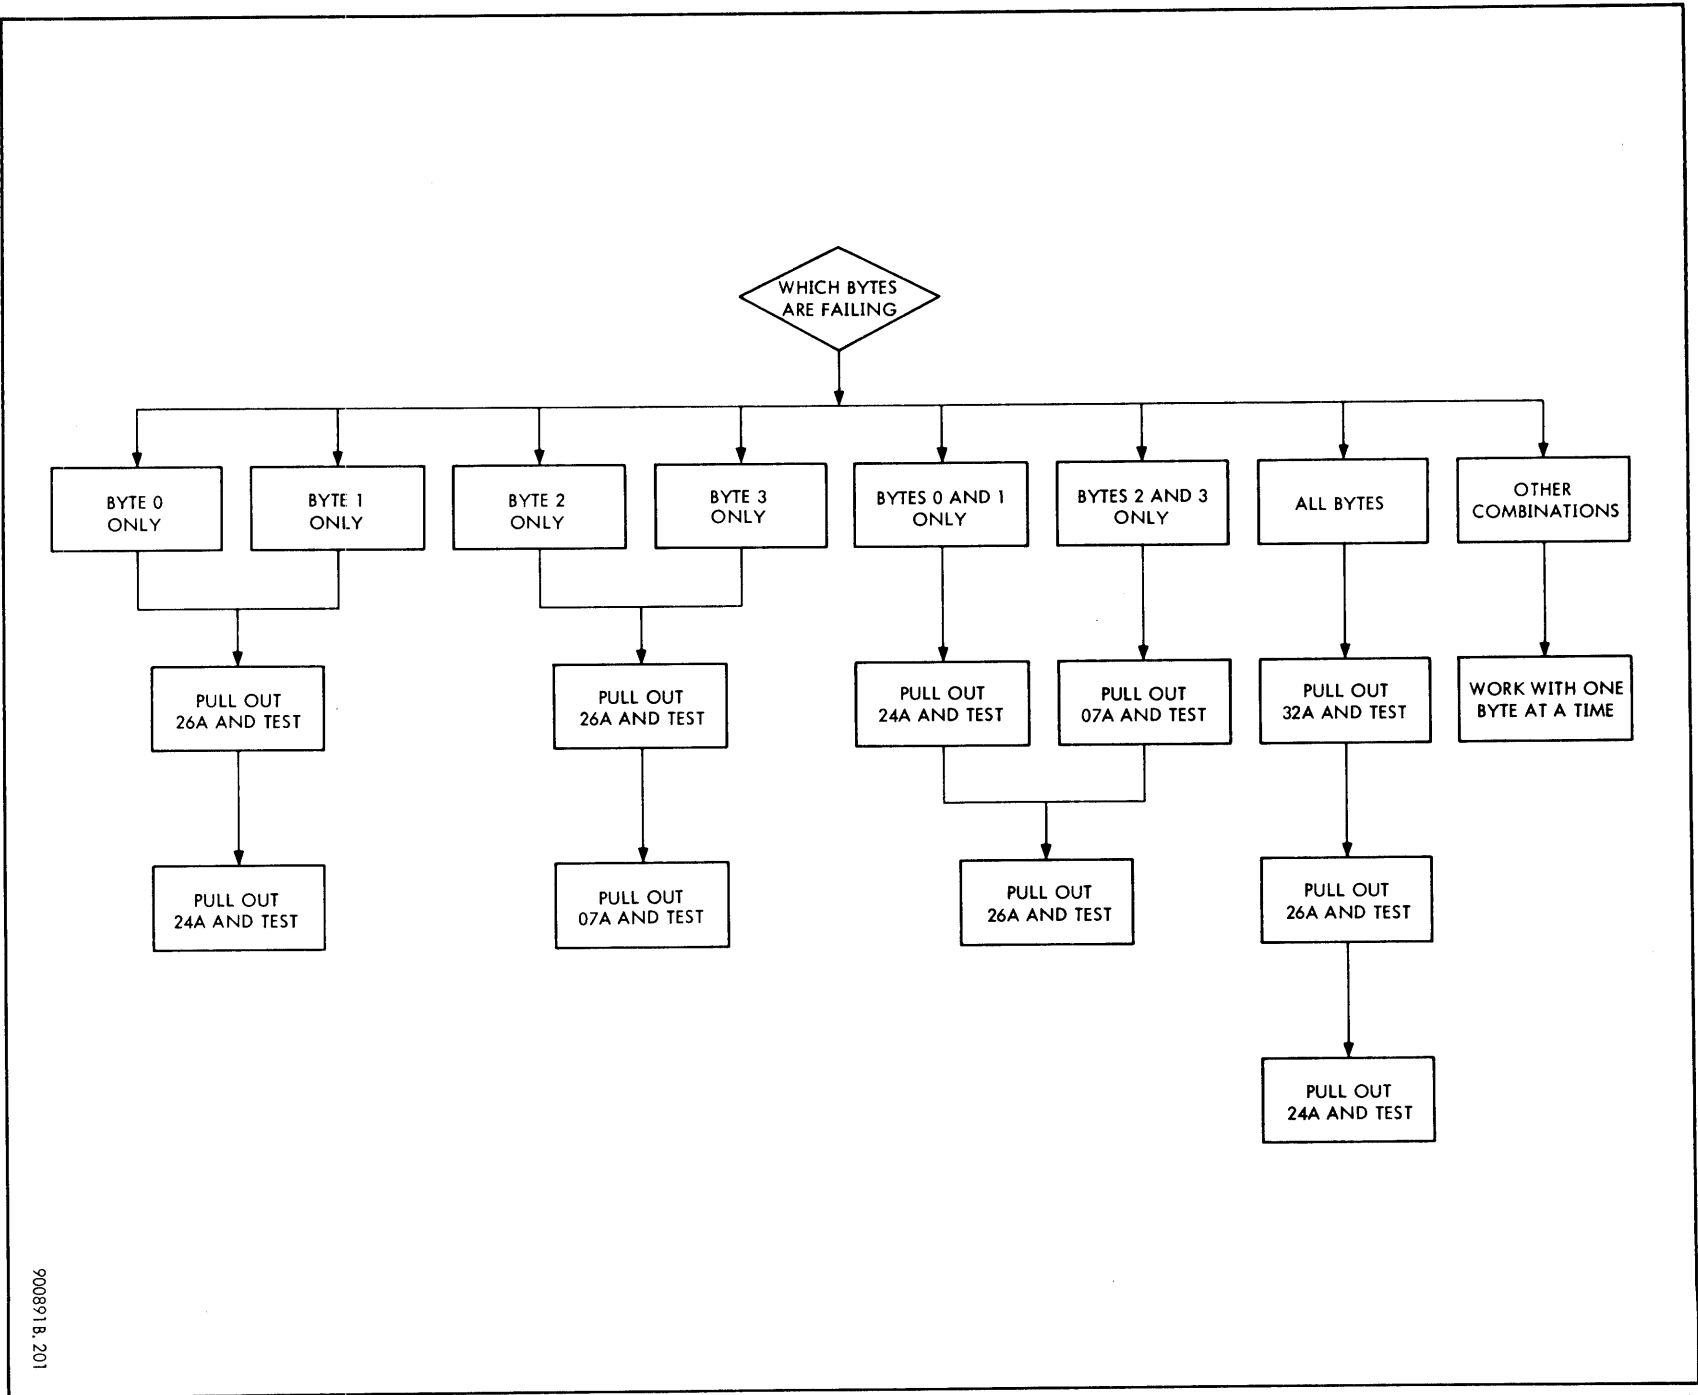 WHICH BYTES
ARE FAILING
BYTE 0
ONLY
BYTE 1
ONLY
BYTE 2
ONLY
BYTE 3
ONLY
BYTES 0 AND 1
ONLY
BYTES 2 AND 3
ONLY
ALL BYTES
OTHER
COMBINATIONS
PULL OUT
26A AND TEST
PULL OUT
26A AND TEST
PULL OUT
24A AND TEST
PULL OUT
07A AND TEST
PULL OUT
32A AND TEST
WORK WITH ONE
BYTE AT A TIME
PULL OUT
24A AND TEST
PULL OUT
07A AND TEST
PULL OUT
26A AND TEST
PULL OUT
26A AND TEST
PULL OUT
24A AND TEST
900891B. 201